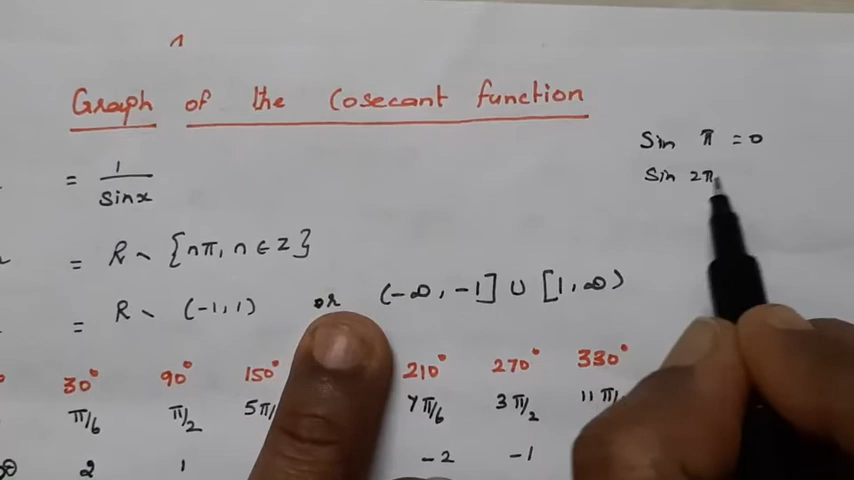 Graph of the Cosecant function
Sin π = 0
= 1/sinx
Sin 2π
= R ∖ {nπ, n ∈ Z}
= R ∖ (-1, 1) or (-∞, -1] ∪ [1, ∞)
30° 90° 150° 210° 270° 330°
π/6 π/2 5π/ 7π/6 3π/2 11π/
∞ 2 1 -2 -1